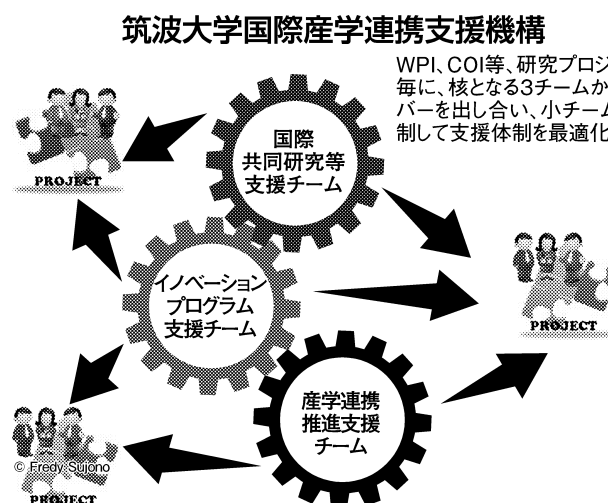 筑波大学国際産学連携支援機構
WPI、COI等、研究プロジ
毎に、核となる3チームか
バーを出し合い、小チーム
制して支援体制を最適化
国際
共同研究等
支援チーム
PROJECT
イノベーション
プログラム
支援チーム
PROJECT
産学連携
推進支援
チーム
© Fredy Sujono
PROJECT